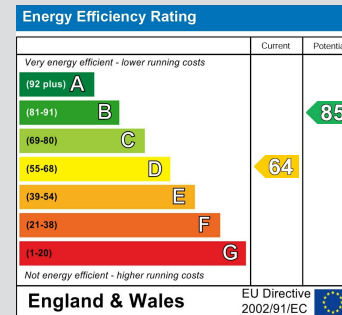 Energy Efficiency Rating
Current
Very energy efficient - lower running costs
(92 plus) A
(81-91) B
85
(69-80) C
(55-68) D
64
(39-54) E
(21-38) F
(1-20) G
Not energy efficient - higher running costs
England & Wales
EU Directive
2002/91/EC